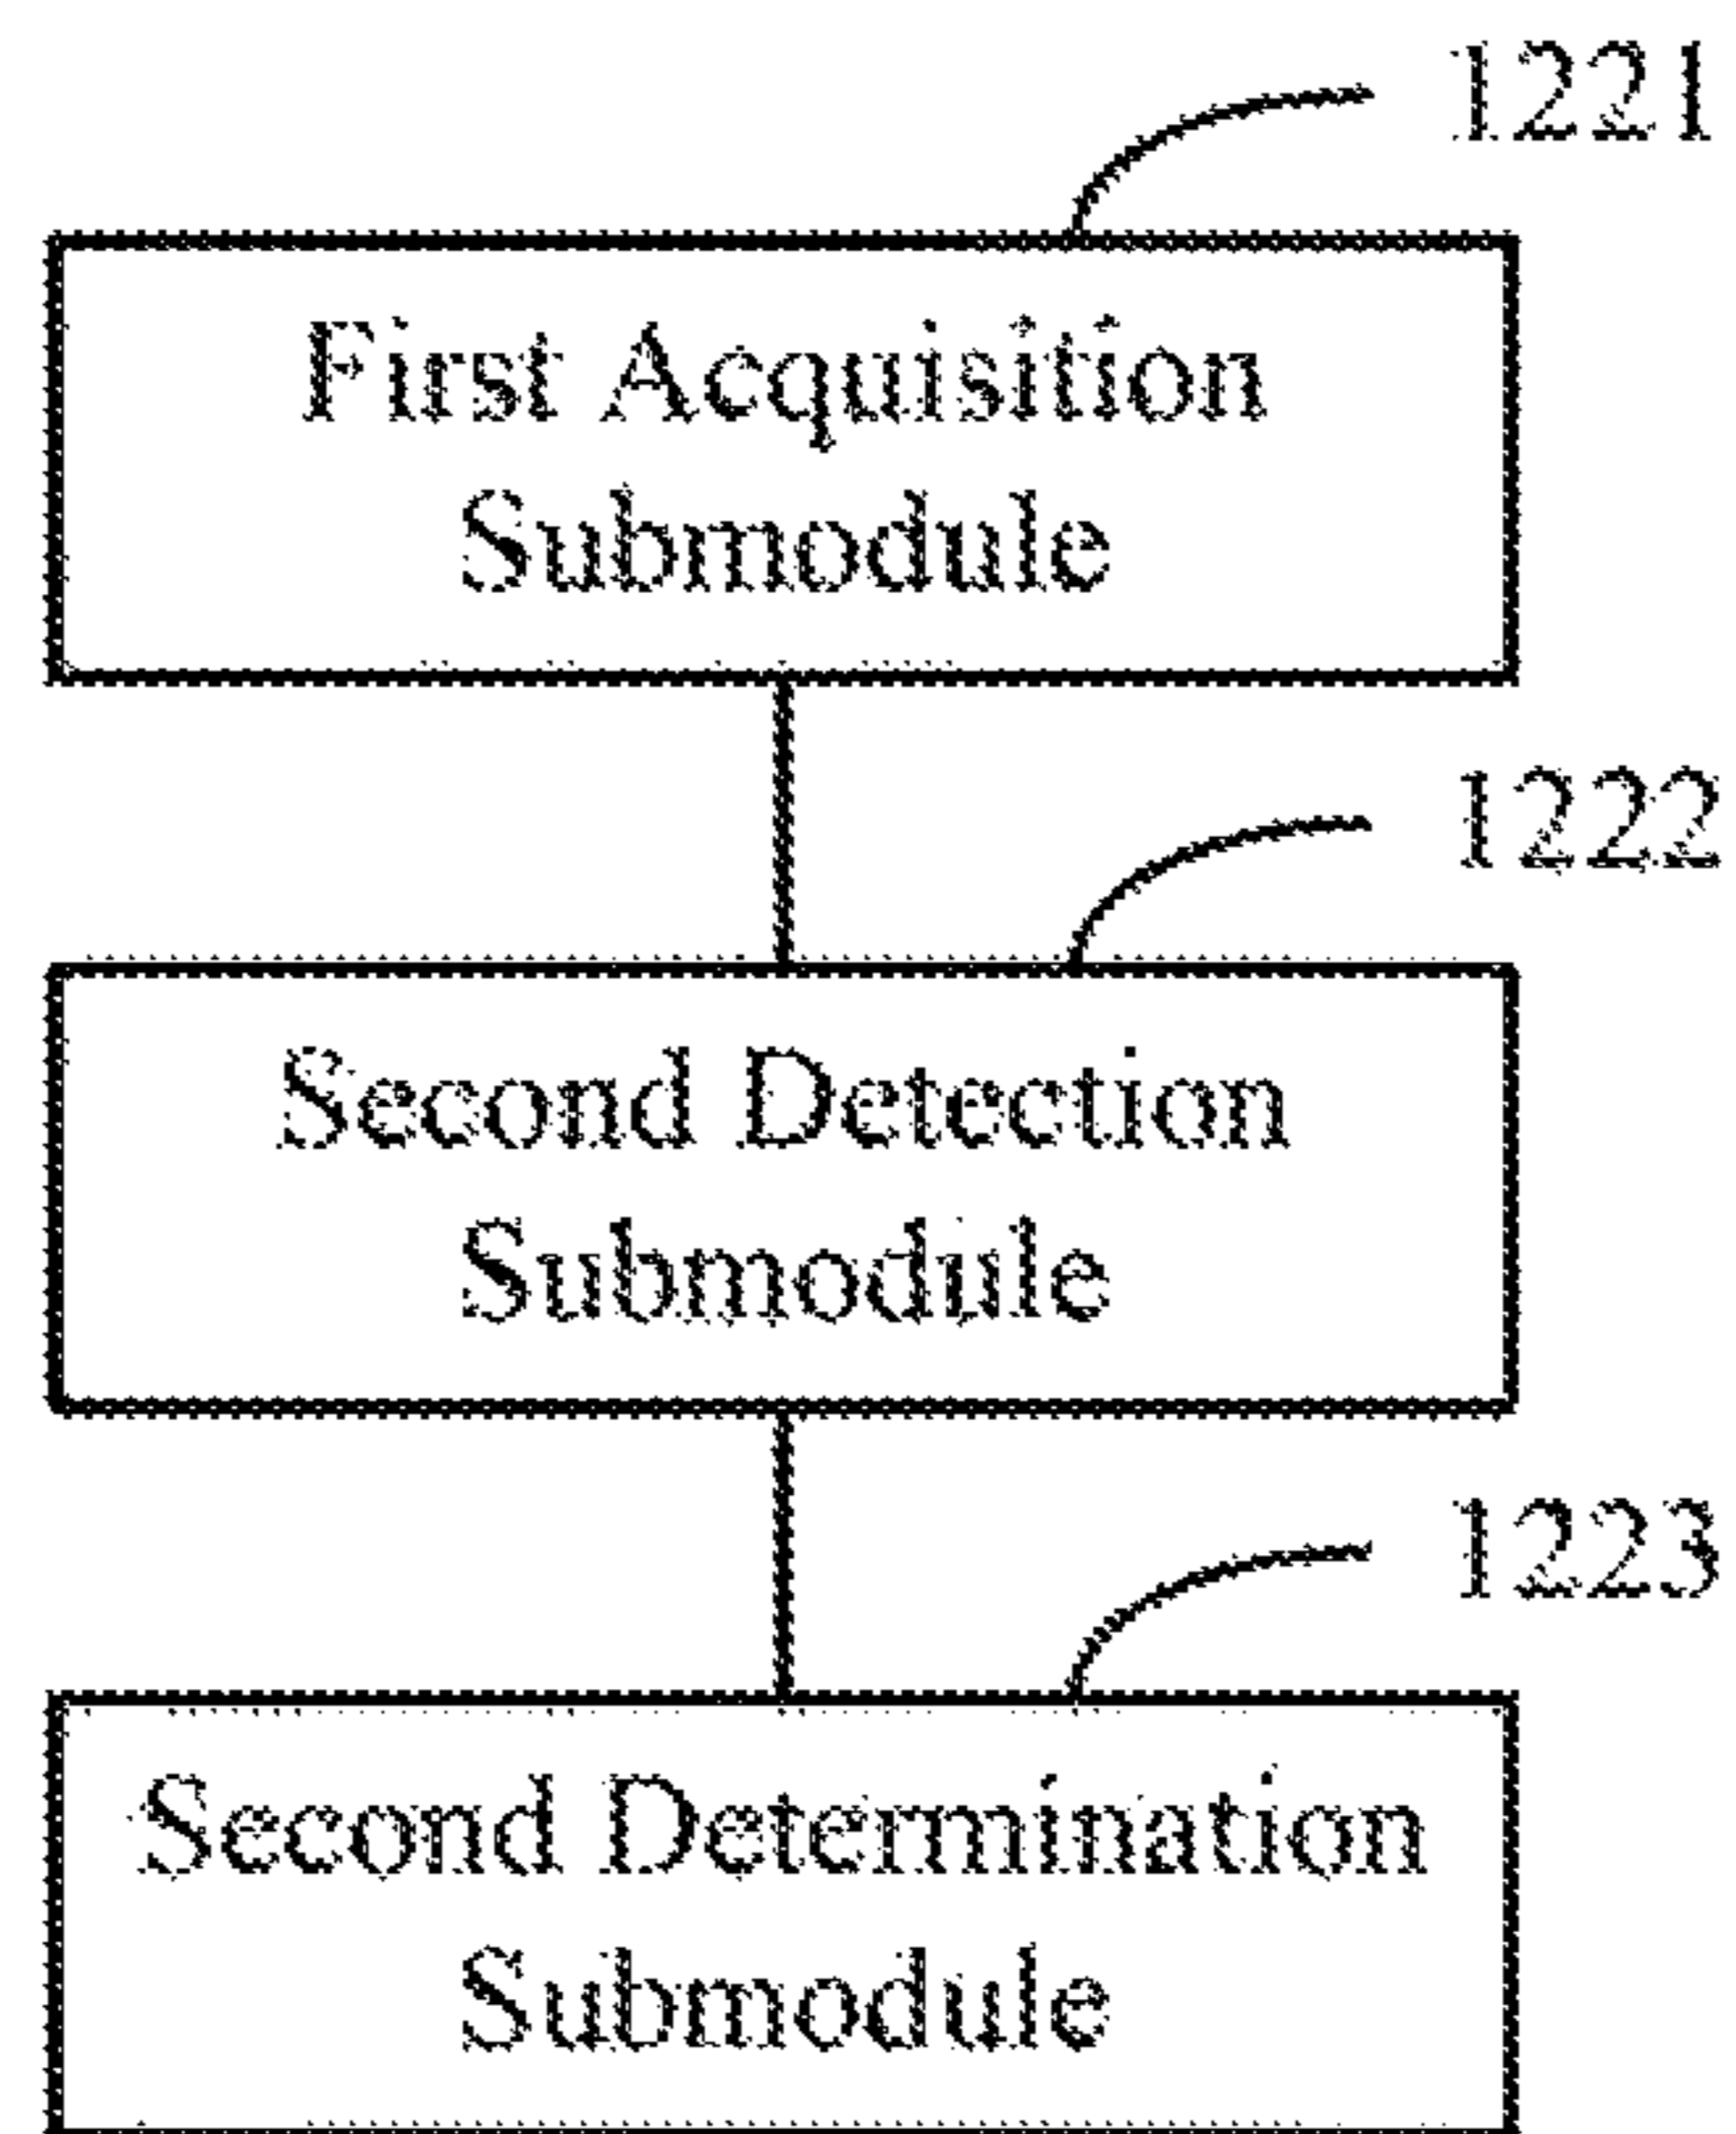 1221
First Acquisition
Submodule
1222
Second Detection
Submodule
1223
Second Determination
Submodule